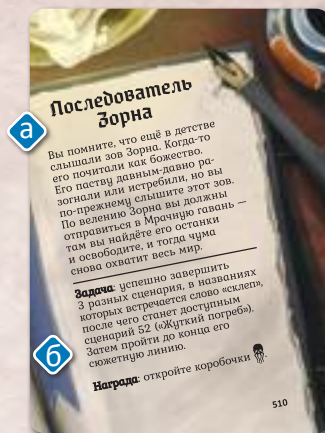 Последователь
Зорна
а
Вы помните, что ещё в детстве
слышали зов Зорна. Когда-то
его почитали как божество.
Его паству давным-давно ра-
зогнали или истребили, но вы
по-прежнему слышите этот зов.
По велению Зорна вы должны
отправиться в Мрачную гавань —
там вы найдёте его останки
и освободите, и тогда чума
снова охватит весь мир.
Задача: успешно завершить
3 разных сценария, в названиях
которых встречается слово «склеп»,
после чего станет доступным
сценарий 52 («Жуткий погреб»).
б
Затем пройти до конца его
сюжетную линию.
Награда: откройте коробочки
510